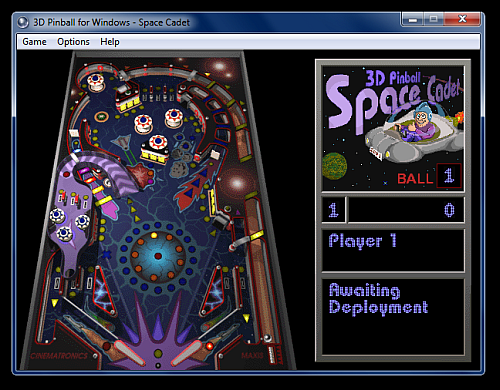 3D Pinball for Windows - Space Cadet
Game Options Help
3D Pinball
Space Cadet
BALL 1
1 0
Player 1
Awaiting
Deployment
CINEMATRONICS MAXIS